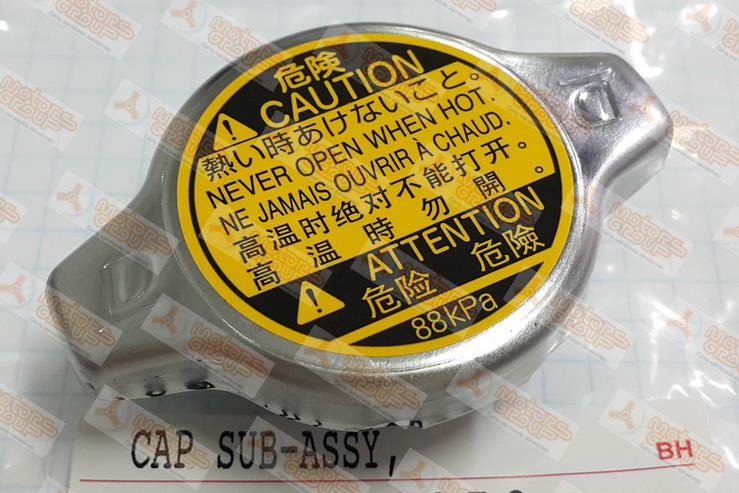 危険
CAUTION
熱い時あけないこと。
NEVER OPEN WHEN HOT.
NE JAMAIS OUVRIR À CHAUD.
高温时绝对不能打开。
高温時勿開。
ATTENTION
危险 危險
88kPa
CAP SUB-ASSY,
BH